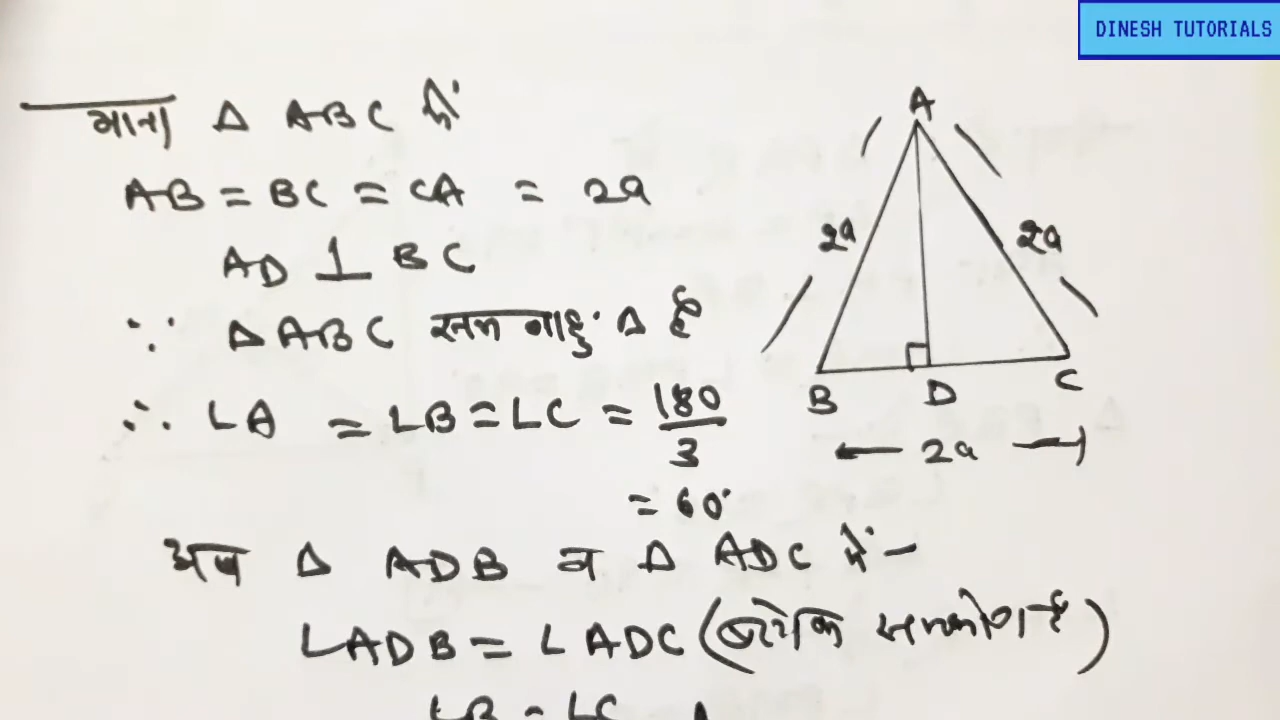 DINESH TUTORIALS
माना Δ ABC में
AB = BC = CA = 2a
AD ⊥ BC
∵ Δ ABC समबाहु Δ है
∴ ∠A = ∠B = ∠C = 180/3
= 60°
अब Δ ADB व Δ ADC में -
∠ADB = ∠ADC (क्योंकि समकोण है)
∠B = ∠C
A
2a
2a
B
D
C
2a